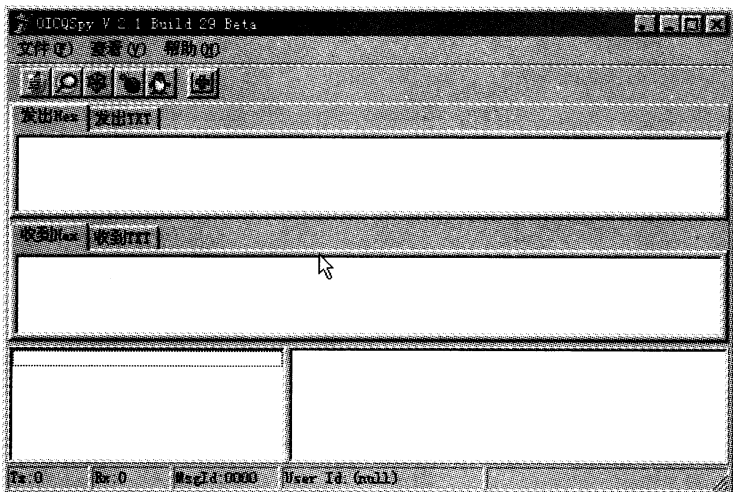 OICQSpy V 2.1 Build 29 Beta
文件(F) 查看(V) 帮助(H)
发出Hex 发出TXT
收到Hex 收到TXT
Tx:0 Rx:0 MsgId:0000 User Id:(null)